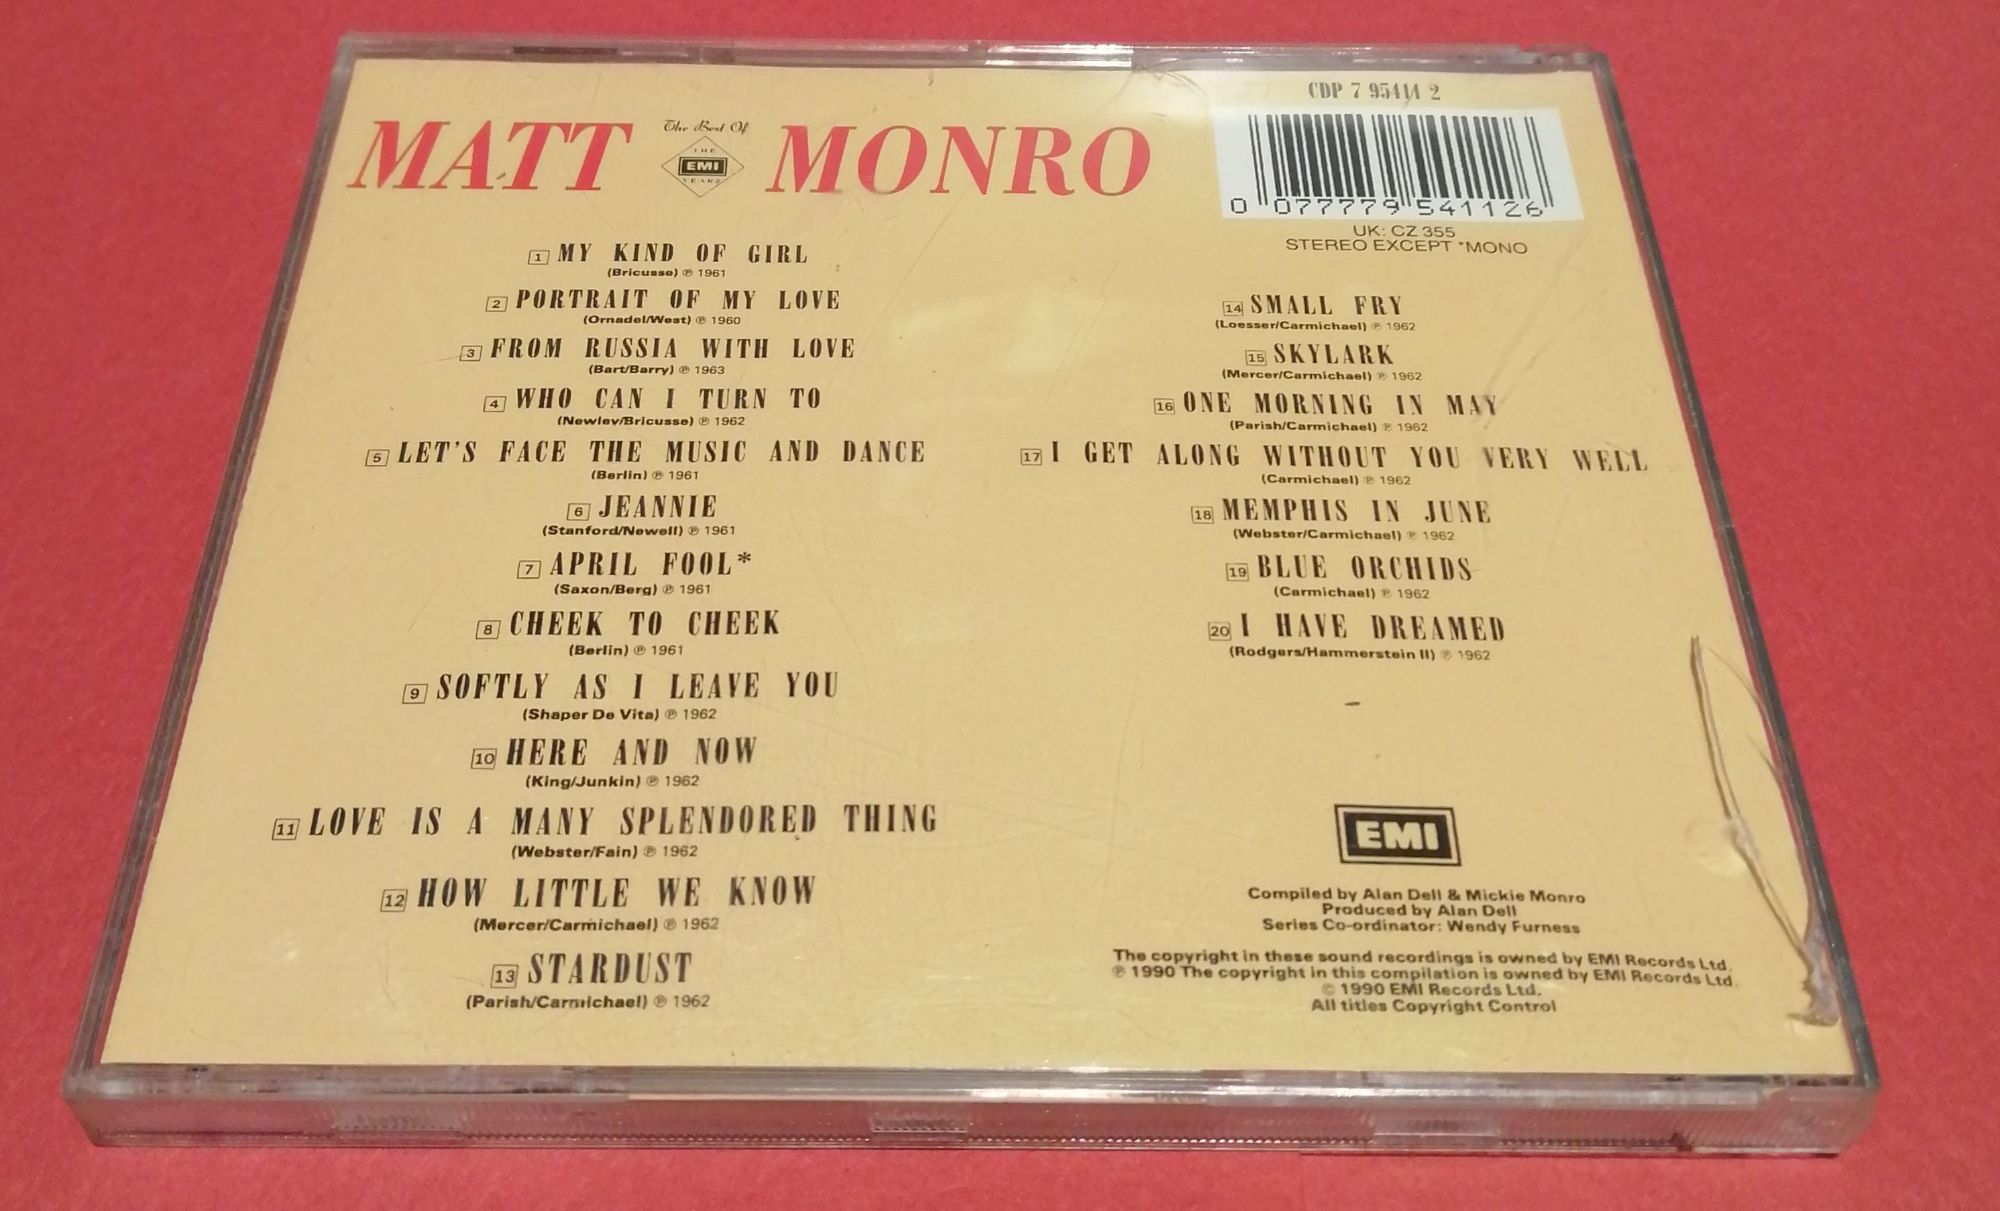 MATT The Best Of MONRO
THE
EMI
YEARS
CDP 7 95411 2
0 077779 541126
UK: CZ 355
STEREO EXCEPT *MONO
1 MY KIND OF GIRL
(Bricusse) ℗ 1961
2 PORTRAIT OF MY LOVE
(Ornadel/West) ℗ 1960
3 FROM RUSSIA WITH LOVE
(Bart/Barry) ℗ 1963
4 WHO CAN I TURN TO
(Newley/Bricusse) ℗ 1962
5 LET'S FACE THE MUSIC AND DANCE
(Berlin) ℗ 1961
6 JEANNIE
(Stanford/Newell) ℗ 1961
7 APRIL FOOL*
(Saxon/Berg) ℗ 1961
8 CHEEK TO CHEEK
(Berlin) ℗ 1961
9 SOFTLY AS I LEAVE YOU
(Shaper De Vita) ℗ 1962
10 HERE AND NOW
(King/Junkin) ℗ 1962
11 LOVE IS A MANY SPLENDORED THING
(Webster/Fain) ℗ 1962
12 HOW LITTLE WE KNOW
(Mercer/Carmichael) ℗ 1962
13 STARDUST
(Parish/Carmichael) ℗ 1962
14 SMALL FRY
(Loesser/Carmichael) ℗ 1962
15 SKYLARK
(Mercer/Carmichael) ℗ 1962
16 ONE MORNING IN MAY
(Parish/Carmichael) ℗ 1962
17 I GET ALONG WITHOUT YOU VERY WELL
(Carmichael) ℗ 1962
18 MEMPHIS IN JUNE
(Webster/Carmichael) ℗ 1962
19 BLUE ORCHIDS
(Carmichael) ℗ 1962
20 I HAVE DREAMED
(Rodgers/Hammerstein II) ℗ 1962
EMI
Compiled by Alan Dell & Mickie Monro
Produced by Alan Dell
Series Co-ordinator: Wendy Furness
The copyright in these sound recordings is owned by EMI Records Ltd.
℗ 1990 The copyright in this compilation is owned by EMI Records Ltd.
© 1990 EMI Records Ltd.
All titles Copyright Control